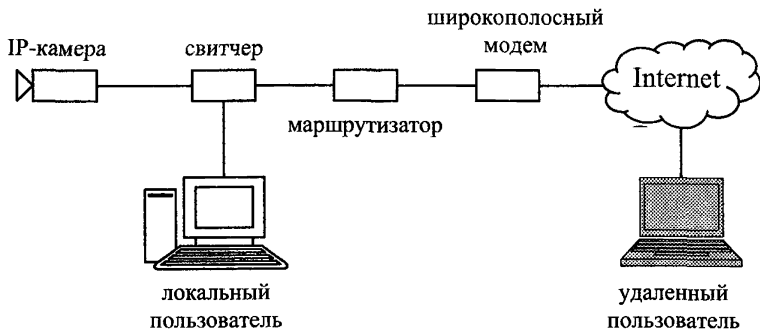 широкополосный
модем
IP-камера
свитчер
Internet
маршрутизатор
локальный
пользователь
удаленный
пользователь